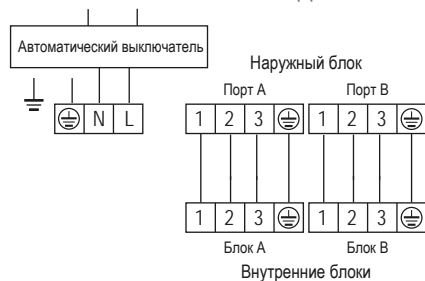 Автоматический выключатель
N L
Наружный блок
Порт A Порт B
1 2 3 1 2 3
1 2 3 1 2 3
Блок A Блок B
Внутренние блоки